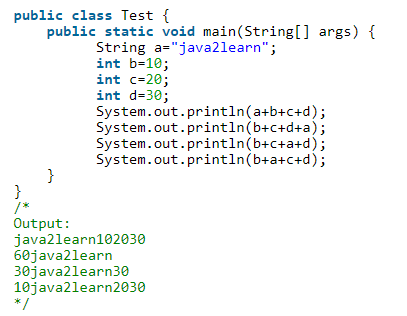 public class Test {
    public static void main(String[] args) {
          String a="java2learn";
          int b=10;
          int c=20;
          int d=30;
          System.out.println(a+b+c+d);
          System.out.println(b+c+d+a);
          System.out.println(b+c+a+d);
          System.out.println(b+a+c+d);
    }
}
/*
Output:
java2learn102030
60java2learn
30java2learn30
10java2learn2030
*/